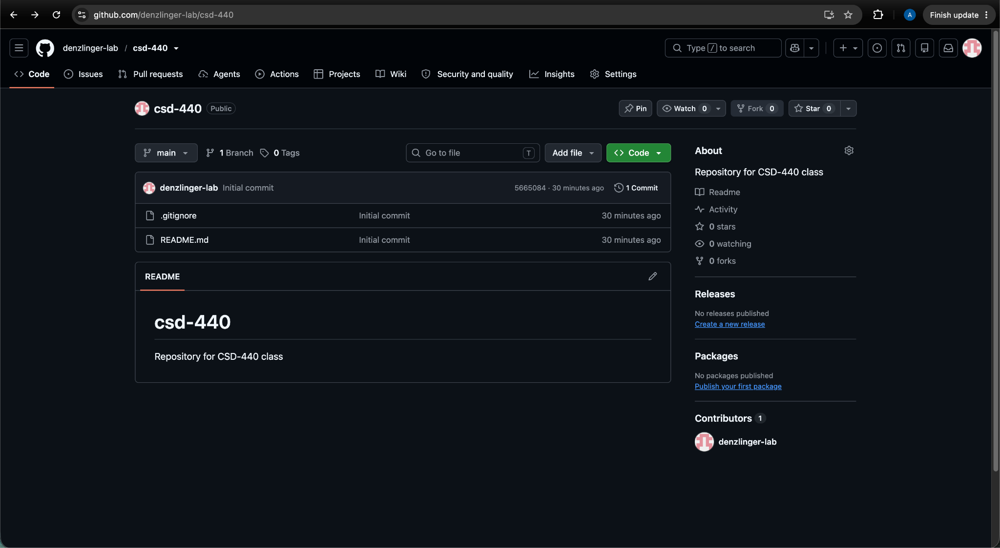 github.com/denzlinger-lab/csd-440
A
Finish update
denzlinger-lab / csd-440
Type / to search
Code
Issues
Pull requests
Agents
Actions
Projects
Wiki
Security and quality
Insights
Settings
csd-440 Public
Pin
Watch 0
Fork 0
Star 0
main
1 Branch
0 Tags
Go to file T
Add file
Code
denzlinger-lab Initial commit 5665084 · 30 minutes ago 1 Commit
.gitignore Initial commit 30 minutes ago
README.md Initial commit 30 minutes ago
README
csd-440
Repository for CSD-440 class
About
Repository for CSD-440 class
Readme
Activity
0 stars
0 watching
0 forks
Releases
No releases published
Create a new release
Packages
No packages published
Publish your first package
Contributors 1
denzlinger-lab